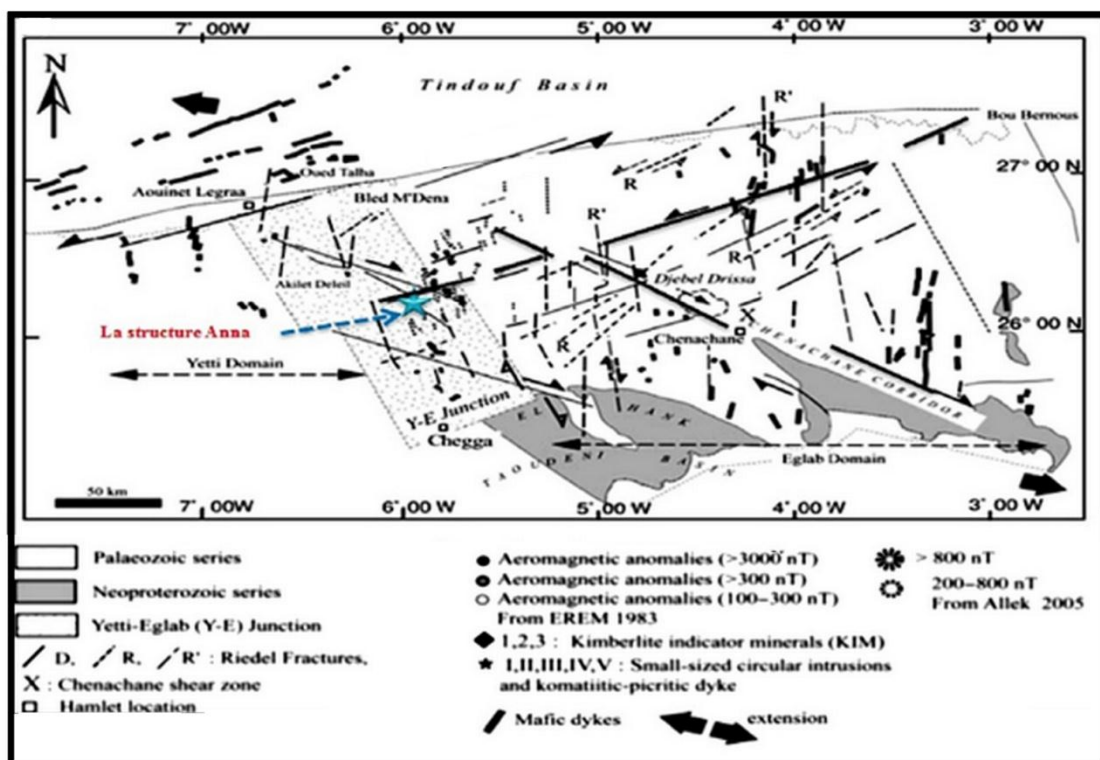 7° 00W 6° 00 W 5° 00 W 4° 00 W 3° 00 W
N
Tindouf Basin
R'
Bou Bernous
27° 00 N
Oued Talha
Aouinet Legraa
Bled M'Dena
R
R'
R
Akilet Deleil
Djebel Drissa
La structure Anna
X
26° 00 N
Chenachane
CHENACHANE CORRIDOR
R
Yetti Domain
Y-E Junction
EL HANK
Chegga
TAOUDENI BASIN
Eglab Domain
50 km
7° 00W 6° 00 W 5° 00 W 4° 00 W 3° 00 W
Palaeozoic series
Neoproterozoic series
Yetti-Eglab (Y-E) Junction
D, R, R' : Riedel Fractures,
X : Chenachane shear zone
Hamlet location
Aeromagnetic anomalies (>3000 nT)
Aeromagnetic anomalies (>300 nT)
Aeromagnetic anomalies (100-300 nT)
From EREM 1983
1,2,3 : Kimberlite indicator minerals (KIM)
I,II,III,IV,V : Small-sized circular intrusions
and komatiitic-picritic dyke
Mafic dykes
extension
> 800 nT
200-800 nT
From Allek 2005